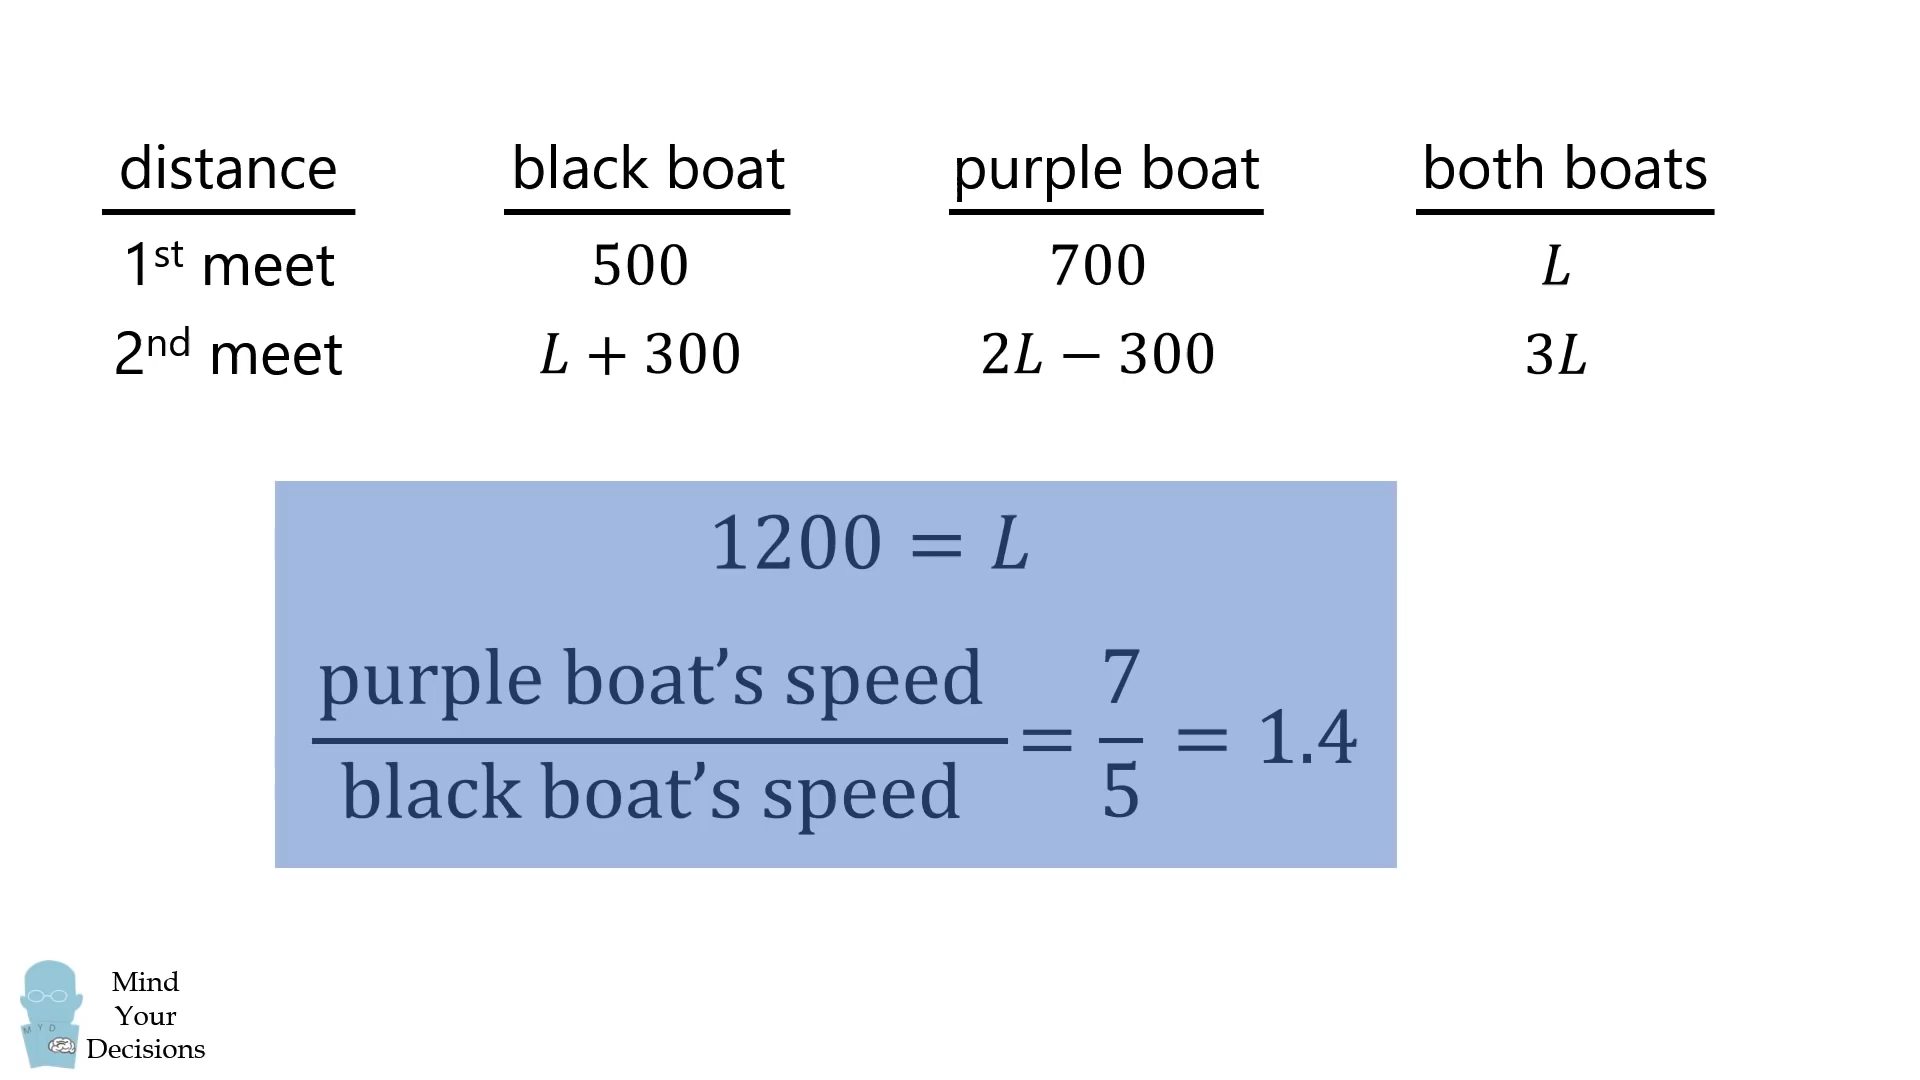 distance black boat purple boat both boats
1st meet 500 700 L
2nd meet L + 300 2L − 300 3L
1200 = L
purple boat’s speed / black boat’s speed = 7/5 = 1.4
M Y D
Mind
Your
Decisions